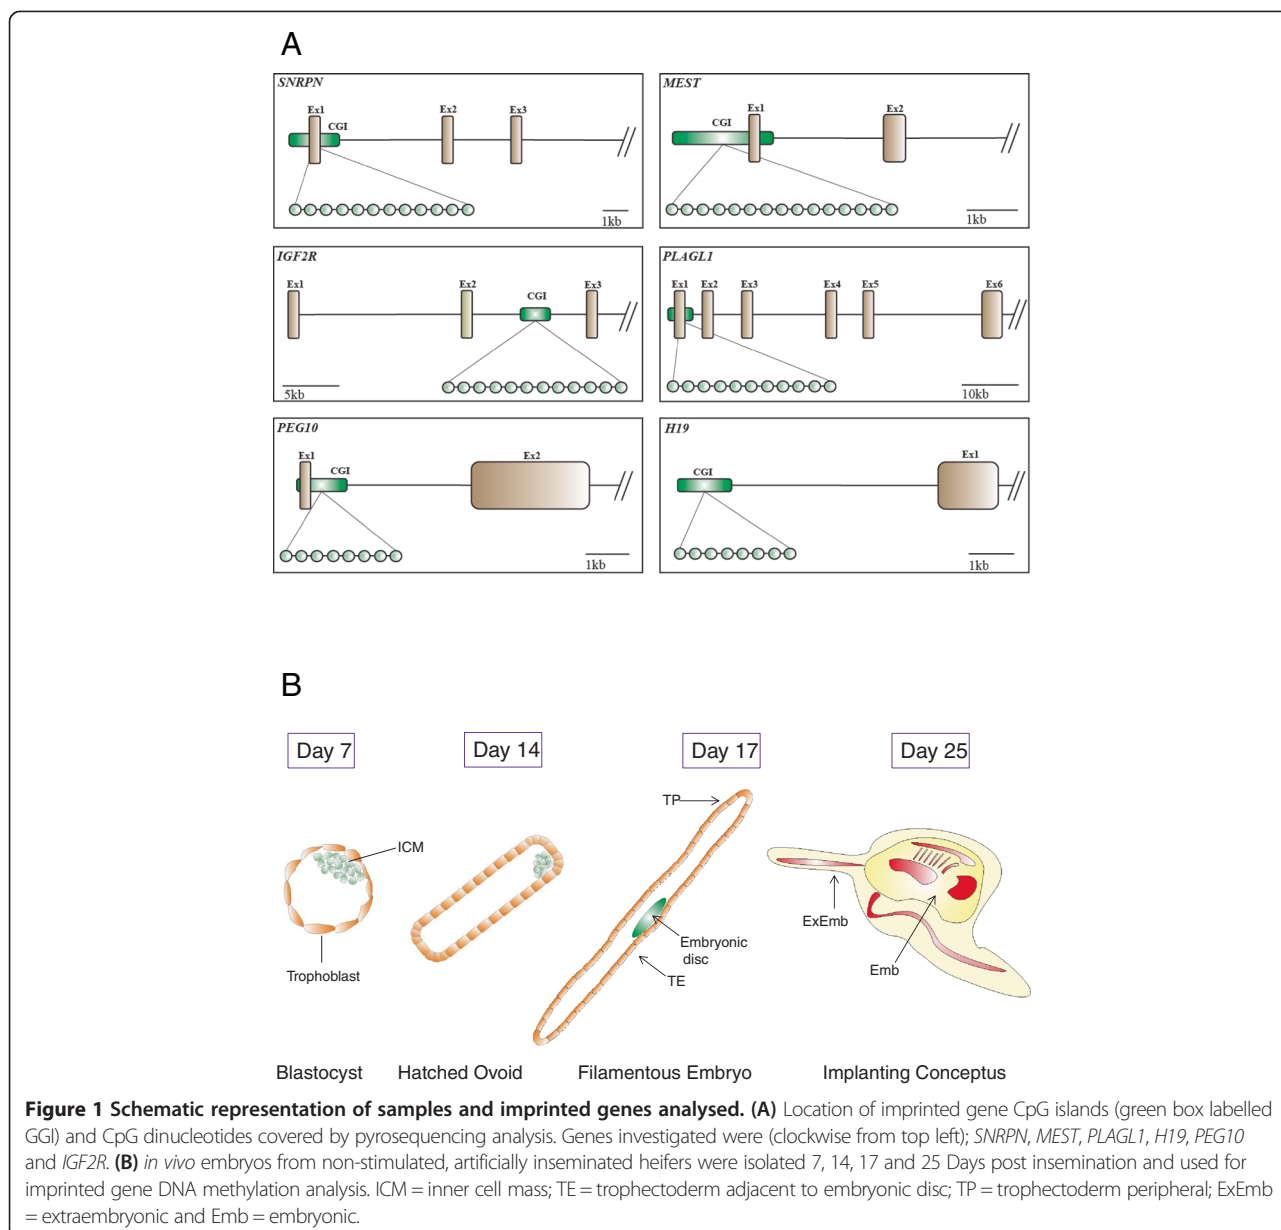 A
SNRPN
Ex1
CGI
Ex2
Ex3
1kb
MEST
CGI
Ex1
Ex2
1kb
IGF2R
Ex1
Ex2
CGI
Ex3
5kb
PLAGL1
Ex1
Ex2
Ex3
Ex4
Ex5
Ex6
10kb
PEG10
Ex1
CGI
Ex2
1kb
H19
CGI
Ex1
1kb
B
Day 7
Day 14
Day 17
Day 25
ICM
Trophoblast
TP
Embryonic
disc
TE
ExEmb
Emb
Blastocyst
Hatched Ovoid
Filamentous Embryo
Implanting Conceptus
Figure 1 Schematic representation of samples and imprinted genes analysed. (A) Location of imprinted gene CpG islands (green box labelled
GGI) and CpG dinucleotides covered by pyrosequencing analysis. Genes investigated were (clockwise from top left); SNRPN, MEST, PLAGL1, H19, PEG10
and IGF2R. (B) in vivo embryos from non-stimulated, artificially inseminated heifers were isolated 7, 14, 17 and 25 Days post insemination and used for
imprinted gene DNA methylation analysis. ICM = inner cell mass; TE = trophectoderm adjacent to embryonic disc; TP = trophectoderm peripheral; ExEmb
= extraembryonic and Emb = embryonic.